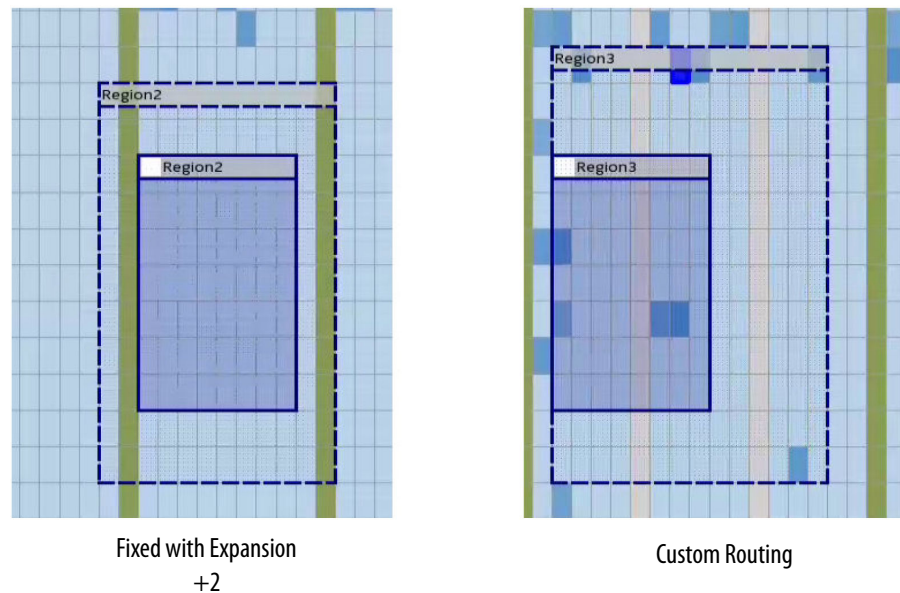 Region2
Region2
Fixed with Expansion
+2
Region3
Region3
Custom Routing